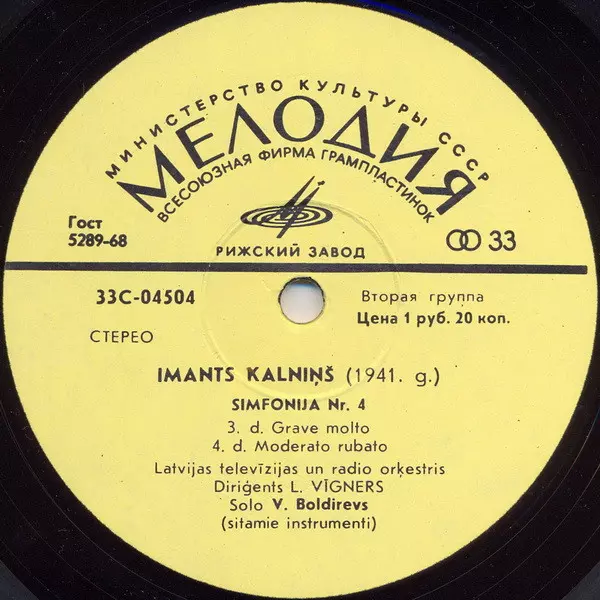 МИНИСТЕРСТВО КУЛЬТУРЫ СССР
МЕЛОДИЯ
ВСЕСОЮЗНАЯ ФИРМА ГРАМПЛАСТИНОК
Гост
5289-68
РИЖСКИЙ ЗАВОД
33
33С-04504
Вторая группа
СТЕРЕО
Цена 1 руб. 20 коп.
IMANTS KALNIŅŠ (1941. g.)
SIMFONIJA Nr. 4
3. d. Grave molto
4. d. Moderato rubato
Latvijas televīzijas un radio orķestris
Diriģents L. VĪGNERS
Solo V. Boldirevs
(sitamie instrumenti)